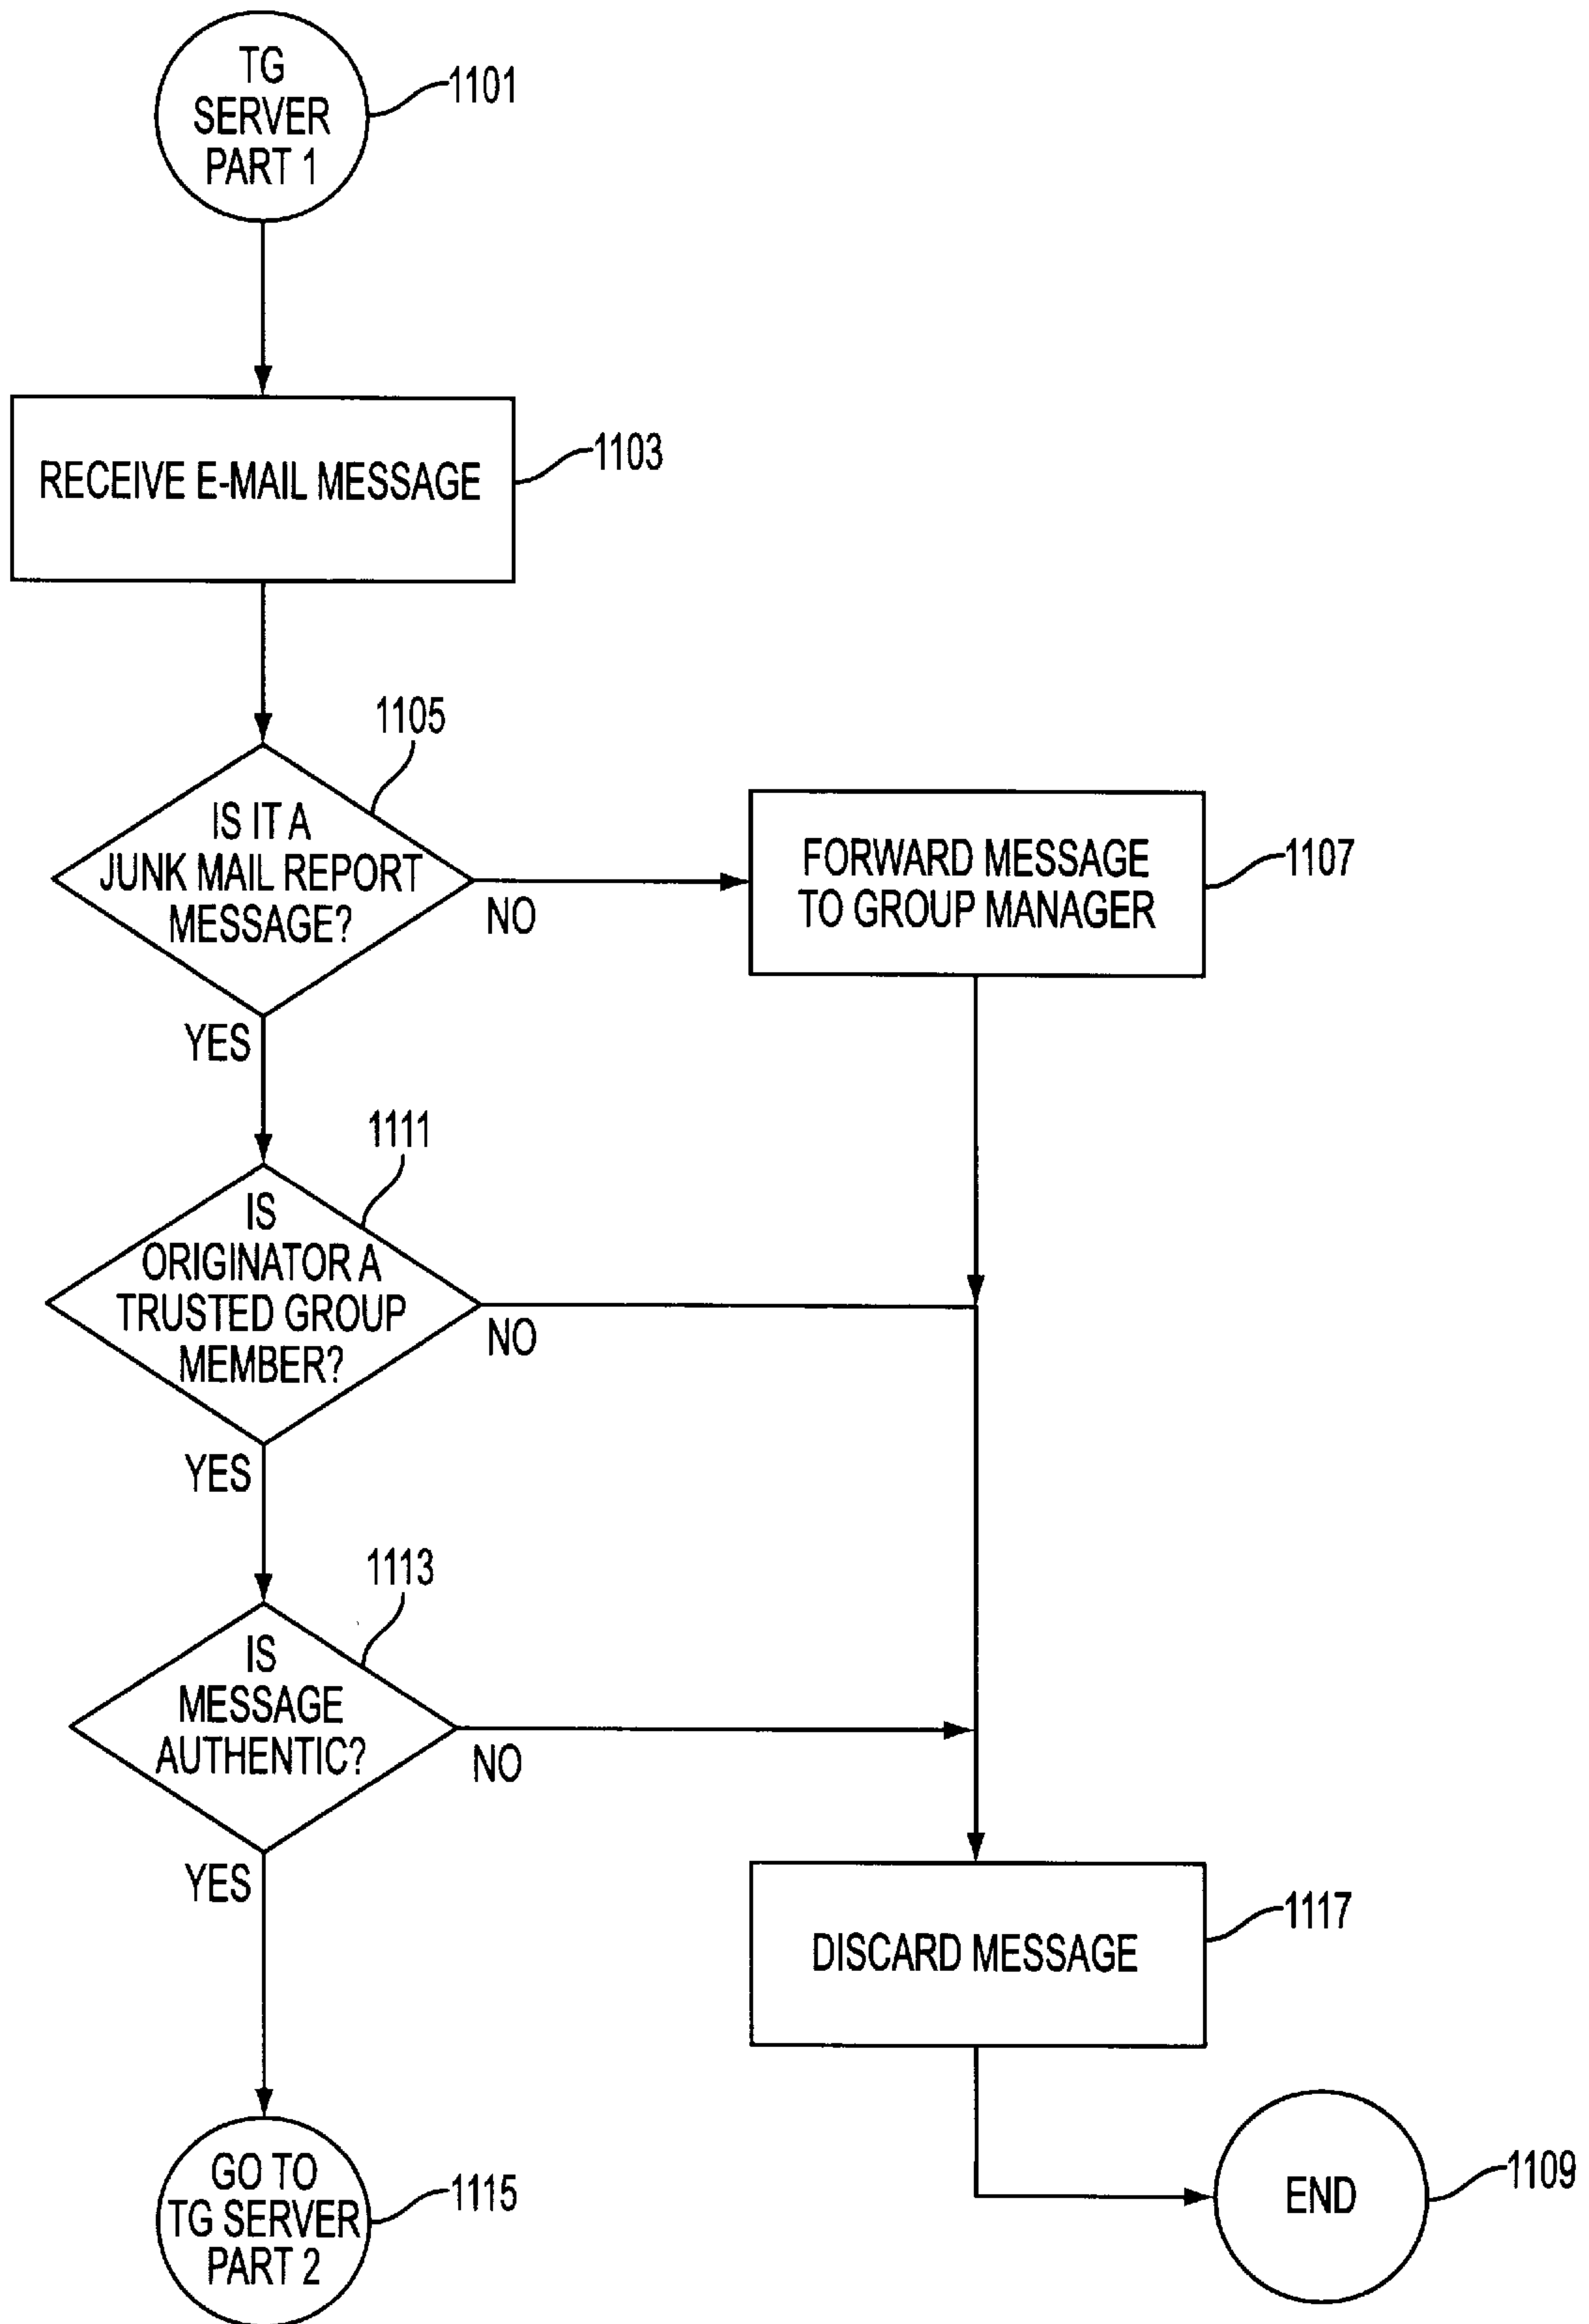 TG
SERVER
PART 1
1101
RECEIVE E-MAIL MESSAGE
1103
1105
IS IT A
JUNK MAIL REPORT
MESSAGE?
NO
YES
FORWARD MESSAGE
TO GROUP MANAGER
1107
1111
IS
ORIGINATOR A
TRUSTED GROUP
MEMBER?
NO
YES
1113
IS
MESSAGE
AUTHENTIC?
NO
YES
DISCARD MESSAGE
1117
GO TO
TG SERVER
PART 2
1115
END
1109